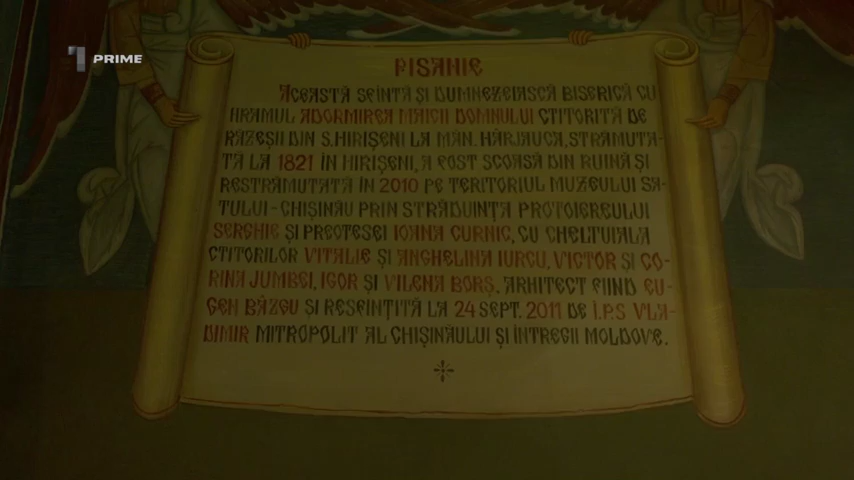 1 PRIME
PISANIE
ACEASTĂ SFÎNTĂ ȘI DUMNEZEIASCĂ BISERICĂ CU
HRAMUL ADORMIREA MAICII DOMNULUI CTITORITĂ DE
RĂZEȘII DIN S. HIRIȘENI LA MĂN. HÂRJAUCA, STRĂMUTA-
TĂ LA 1821 ÎN HIRIȘENI, A FOST SCOASĂ DIN RUINĂ ȘI
RESTRĂMUTATĂ ÎN 2010 PE TERITORIUL MUZEULUI SA-
TULUI-CHIȘINĂU PRIN STRĂDUINȚA PROTOIEREULUI
SERGHIE ȘI PREOTESEI IOANA CURNIC, CU CHELTUIALA
CTITORILOR VITALIE ȘI ANGHELINA IURCU, VICTOR ȘI CO-
RINA JUMBEI, IGOR ȘI VILENA BORȘ. ARHITECT FIIND EU-
GEN BÂZGU ȘI RESFINȚITĂ LA 24 SEPT. 2011 DE Î.P.S VLA-
DIMIR MITROPOLIT AL CHIȘINĂULUI ȘI ÎNTREGII MOLDOVE.